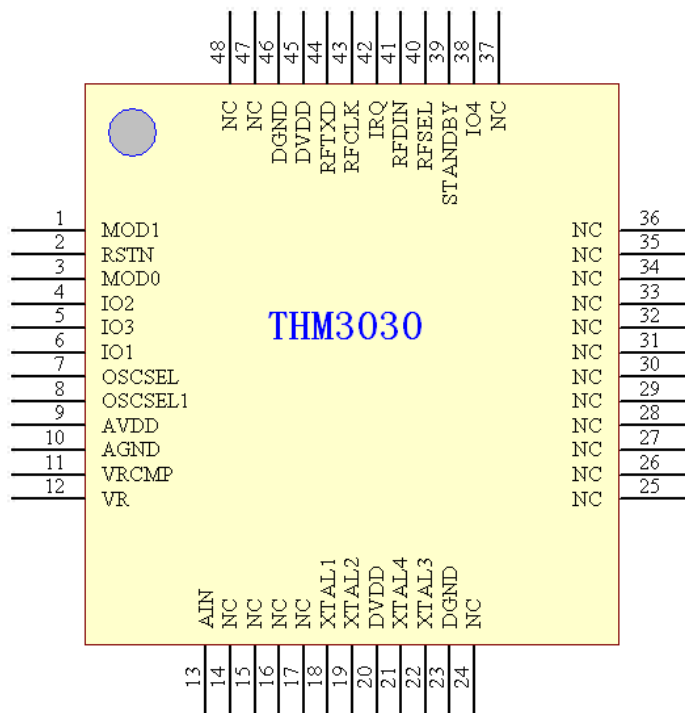 48 47 46 45 44 43 42 41 40 39 38 37
NC NC DGND DVDD RFTXD RFCLK IRQ RFDIN RFSEL STANDBY IO4 NC
1 MOD1
2 RSTN
3 MOD0
4 IO2
5 IO3
6 IO1
7 OSCSEL
8 OSCSEL1
9 AVDD
10 AGND
11 VRCMP
12 VR
THM3030
NC 36
NC 35
NC 34
NC 33
NC 32
NC 31
NC 30
NC 29
NC 28
NC 27
NC 26
NC 25
AIN NC NC NC NC XTAL1 XTAL2 DVDD XTAL4 XTAL3 DGND NC
13 14 15 16 17 18 19 20 21 22 23 24